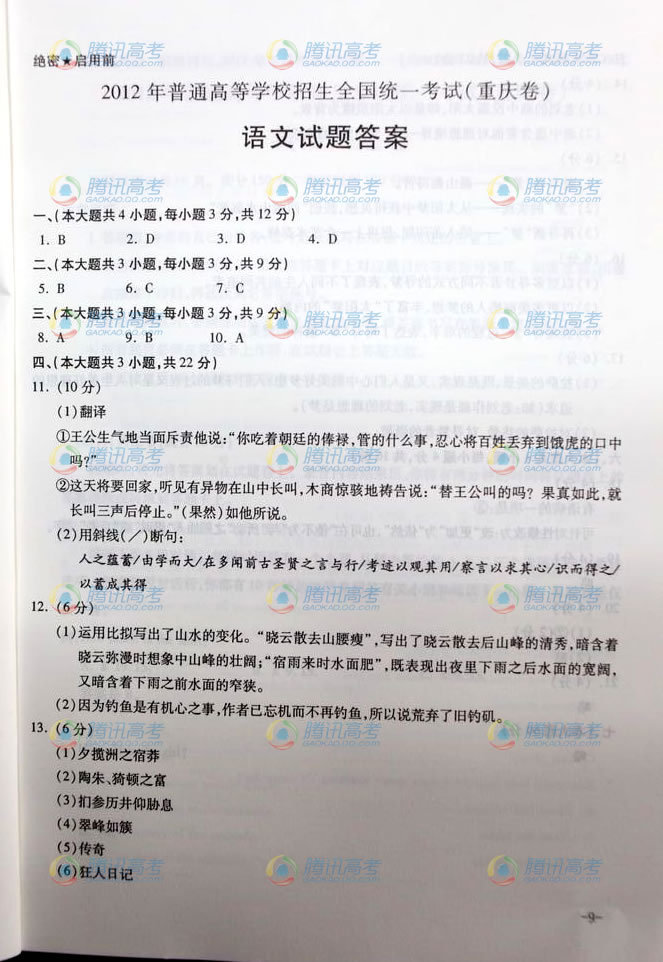 绝密★启用前
2012年普通高等学校招生全国统一考试(重庆卷)
语文试题答案
一、(本大题共4小题,每小题3分,共12分)
1. B 2. D 3. D 4. D
二、(本大题共3小题,每小题3分,共9分)
5. B 6. C 7. C
三、(本大题共3小题,每小题3分,共9分)
8. A 9. B 10. A
四、(本大题共3小题,共22分)
11. (10分)
(1)翻译
①王公生气地当面斥责他说:“你吃着朝廷的俸禄,管的什么事,忍心将百姓丢弃到饿虎的口中
吗?”
②这天将要回家,听见有异物在山中长叫,木商惊骇地祷告说:“替王公叫的吗?果真如此,就
长叫三声后停止。”(果然)如他所说。
(2)用斜线(/)断句:
人之蕴蓄/由学而大/在多闻前古圣贤之言与行/考迹以观其用/察言以求其心/识而得之/
以蓄成其得
12. (6分)
(1)运用比拟写出了山水的变化。“晓云散去山腰瘦”,写出了晓云散去后山峰的清秀,暗含着
晓云弥漫时想象中山峰的壮阔;“宿雨来时水面肥”,既表现出夜里下雨之后水面的宽阔,
又暗含着下雨之前水面的窄狭。
(2)因为钓鱼是有机心之事,作者已忘机而不再钓鱼,所以说荒弃了旧钓矶。
13. (6分)
(1)夕揽洲之宿莽
(2)陶朱、猗顿之富
(3)扪参历井仰胁息
(4)翠峰如簇
(5)传奇
(6)狂人日记
-9-
腾讯高考
GAOKAO.QQ.COM